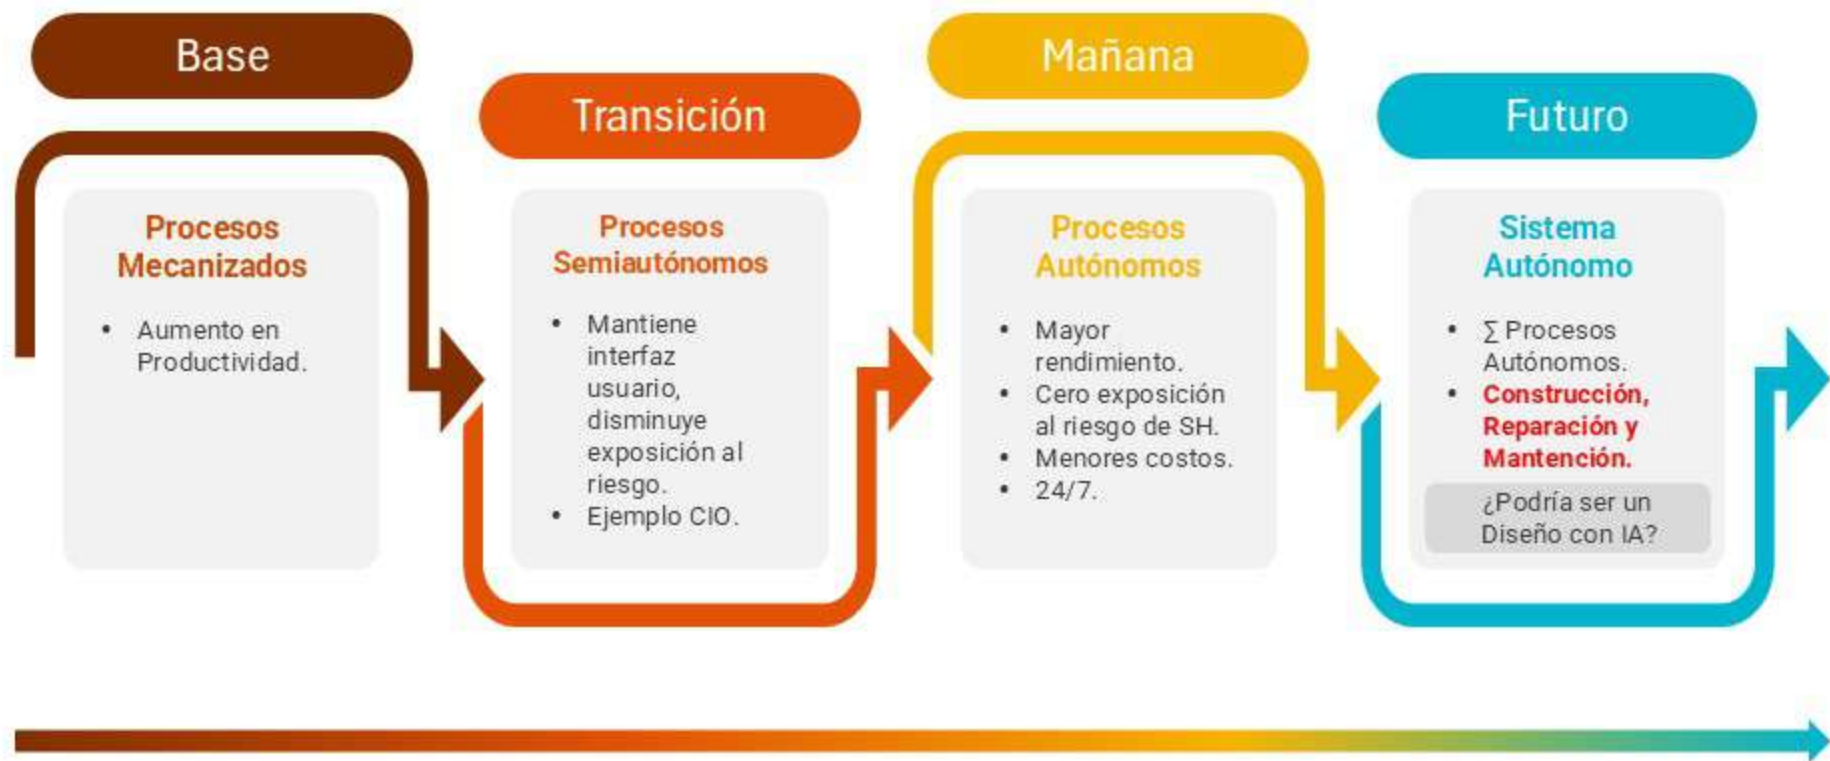 Base
Procesos
Mecanizados
• Aumento en
Productividad.
Transición
Procesos
Semiautónomos
• Mantiene
interfaz
usuario,
disminuye
exposición al
riesgo.
• Ejemplo CIO.
Mañana
Procesos
Autónomos
• Mayor
rendimiento.
• Cero exposición
al riesgo de SH.
• Menores costos.
• 24/7.
Futuro
Sistema
Autónomo
• ∑ Procesos
Autónomos.
• Construcción,
Reparación y
Mantención.
¿Podría ser un
Diseño con IA?